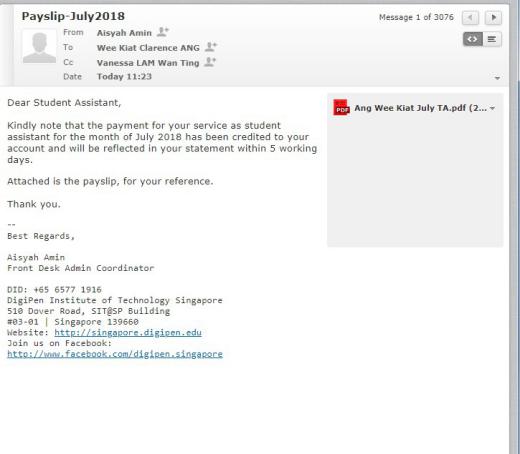 Payslip-July2018
Message 1 of 3076
From Aisyah Amin
To Wee Kiat Clarence ANG
Cc Vanessa LAM Wan Ting
Date Today 11:23
Dear Student Assistant,
PDF Ang Wee Kiat July TA.pdf (2...
Kindly note that the payment for your service as student
assistant for the month of July 2018 has been credited to your
account and will be reflected in your statement within 5 working
days.
Attached is the payslip, for your reference.
Thank you.
--
Best Regards,
Aisyah Amin
Front Desk Admin Coordinator
DID: +65 6577 1916
DigiPen Institute of Technology Singapore
510 Dover Road, SIT@SP Building
#03-01 | Singapore 139660
Website: http://singapore.digipen.edu
Join us on Facebook:
http://www.facebook.com/digipen.singapore